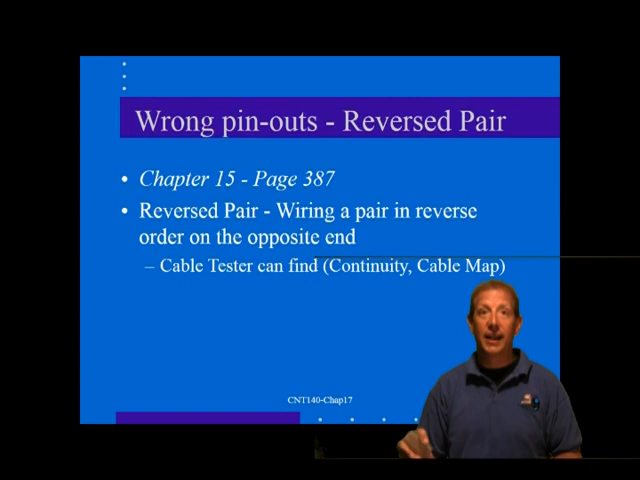 Wrong pin-outs - Reversed Pair
• Chapter 15 - Page 387
• Reversed Pair - Wiring a pair in reverse
order on the opposite end
– Cable Tester can find (Continuity, Cable Map)
CNT140-Chap17